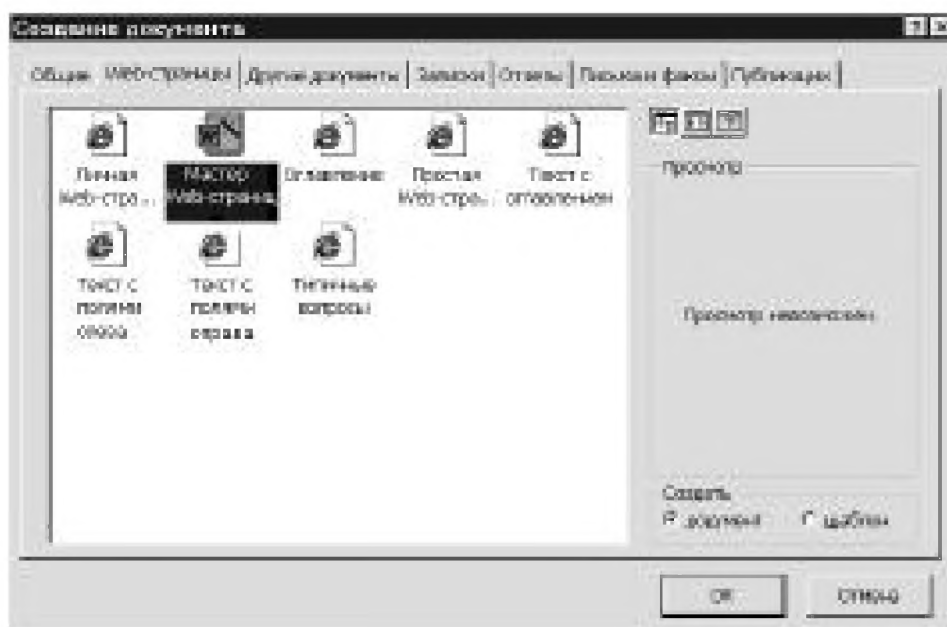 Создание документа
Общие Web-страницы Другие документы Записки Отчеты Письма и факсы Публикации
Личная Web-стра... Мастер Web-страниц Оглавление Простая Web-стра... Текст с оглавлением
Просмотр
Текст с полями слева Текст с полями справа Типичные вопросы
Просмотр невозможен
Создать
документ шаблон
ОК Отмена